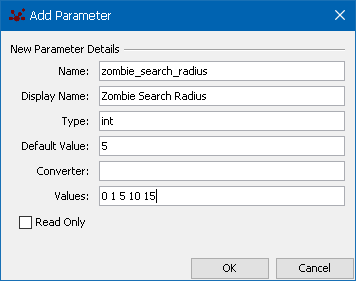 Add Parameter
New Parameter Details
Name: zombie_search_radius
Display Name: Zombie Search Radius
Type: int
Default Value: 5
Converter:
Values: 0 1 5 10 15
Read Only
OK Cancel